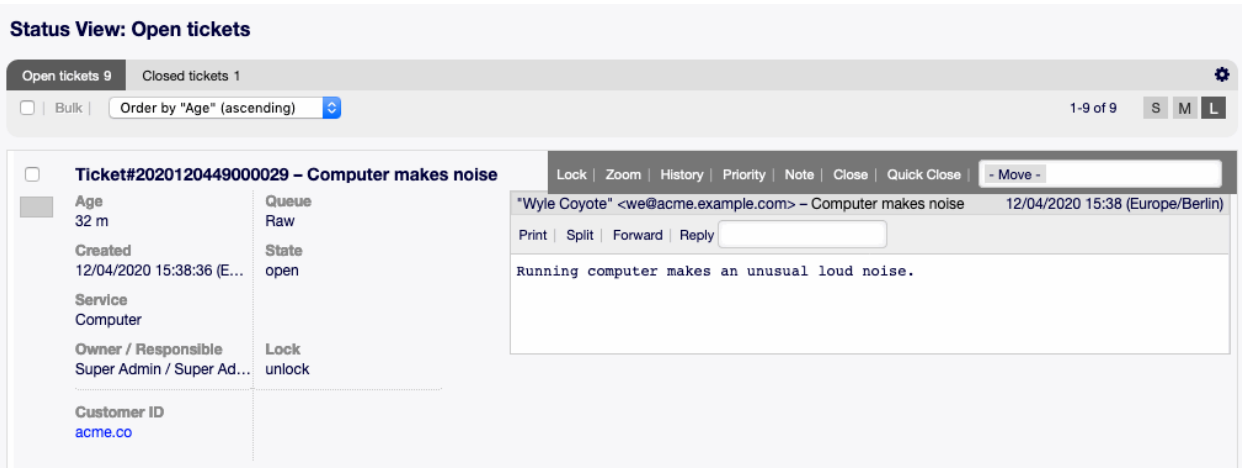 Status View: Open tickets
Open tickets 9 Closed tickets 1
| Bulk | Order by "Age" (ascending) 1-9 of 9 S M L
Ticket#2020120449000029 – Computer makes noise
Lock | Zoom | History | Priority | Note | Close | Quick Close | - Move -
Age Queue
32 m Raw
Created State
12/04/2020 15:38:36 (E... open
Service
Computer
Owner / Responsible Lock
Super Admin / Super Ad... unlock
Customer ID
acme.co
"Wyle Coyote" <we@acme.example.com> – Computer makes noise 12/04/2020 15:38 (Europe/Berlin)
Print | Split | Forward | Reply
Running computer makes an unusual loud noise.